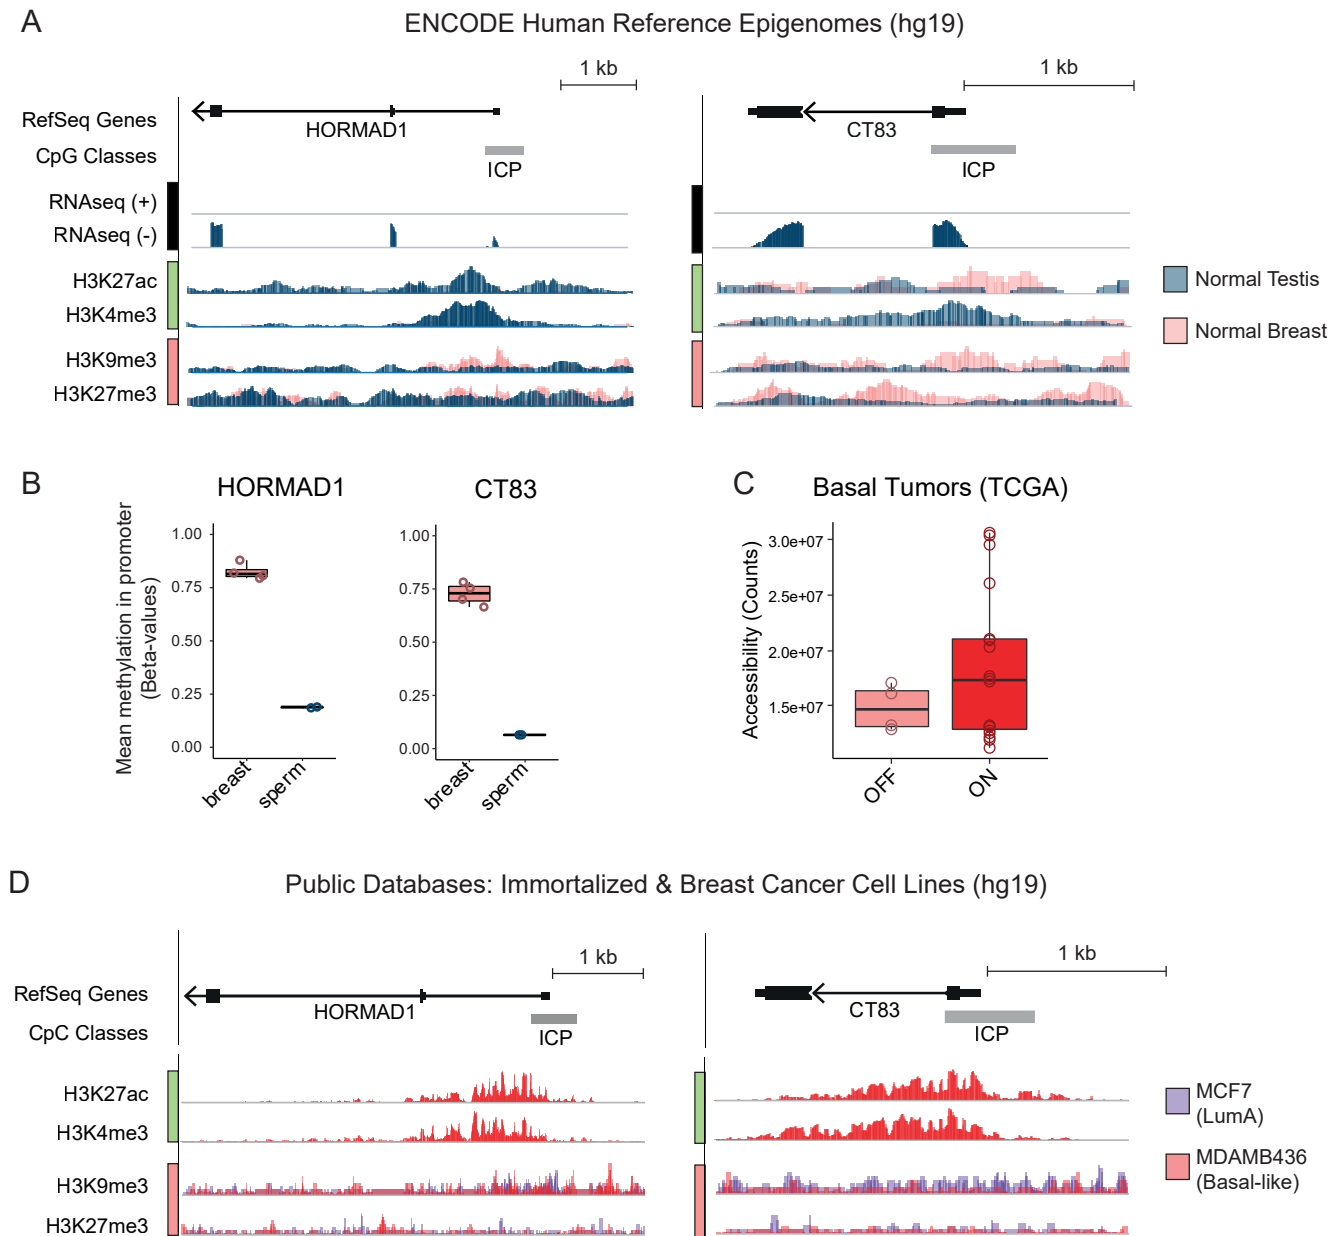 A
ENCODE Human Reference Epigenomes (hg19)
1 kb
1 kb
RefSeq Genes
HORMAD1
CT83
CpG Classes
ICP
ICP
RNAseq (+)
RNAseq (-)
H3K27ac
H3K4me3
H3K9me3
H3K27me3
Normal Testis
Normal Breast
B
HORMAD1
CT83
Mean methylation in promoter
(Beta-values)
1.00
0.75
0.50
0.25
0.00
breast
sperm
1.00
0.75
0.50
0.25
0.00
breast
sperm
C
Basal Tumors (TCGA)
Accessibility (Counts)
3.0e+07
2.5e+07
2.0e+07
1.5e+07
OFF
ON
D
Public Databases: Immortalized & Breast Cancer Cell Lines (hg19)
1 kb
1 kb
RefSeq Genes
HORMAD1
CT83
CpC Classes
ICP
ICP
H3K27ac
H3K4me3
H3K9me3
H3K27me3
MCF7
(LumA)
MDAMB436
(Basal-like)